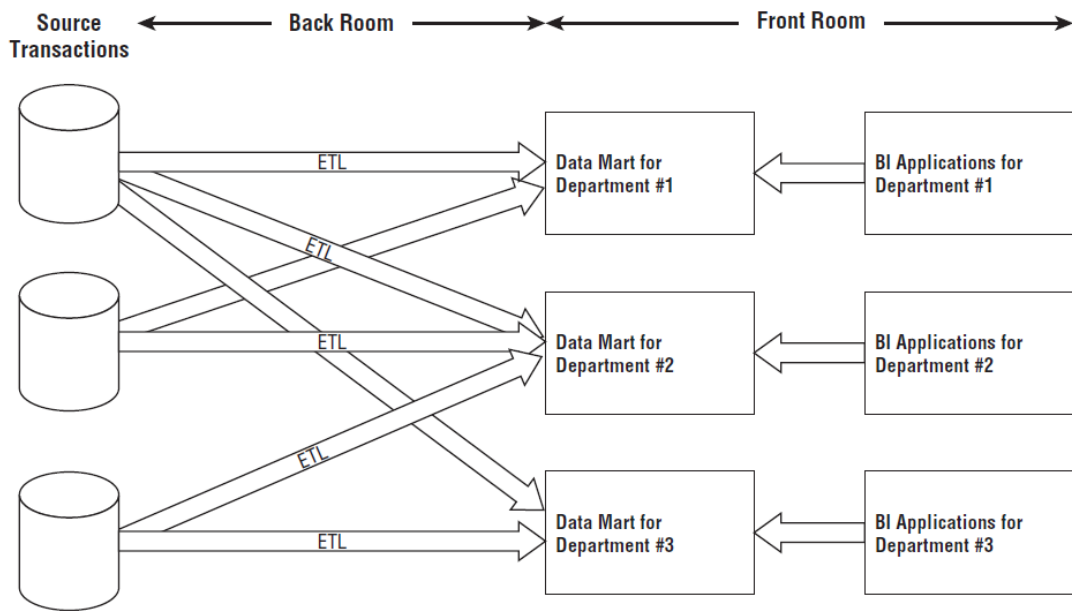 Source
Transactions
Back Room
Front Room
ETL
Data Mart for
Department #1
BI Applications for
Department #1
ETL
ETL
Data Mart for
Department #2
BI Applications for
Department #2
ETL
ETL
Data Mart for
Department #3
BI Applications for
Department #3